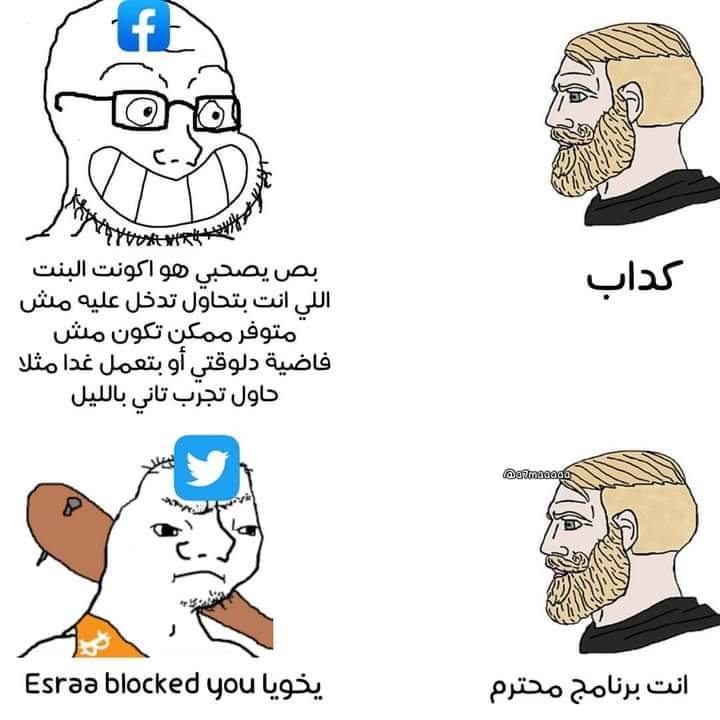 بص يصحبي هو اكونت البنت
اللي انت بتحاول تدخل عليه مش
متوفر ممكن تكون مش
فاضية دلوقتي أو بتعمل غدا مثلا
حاول تجرب تاني بالليل
كداب
@a7maaaaa
Esraa blocked you يخويا
انت برنامج محترم